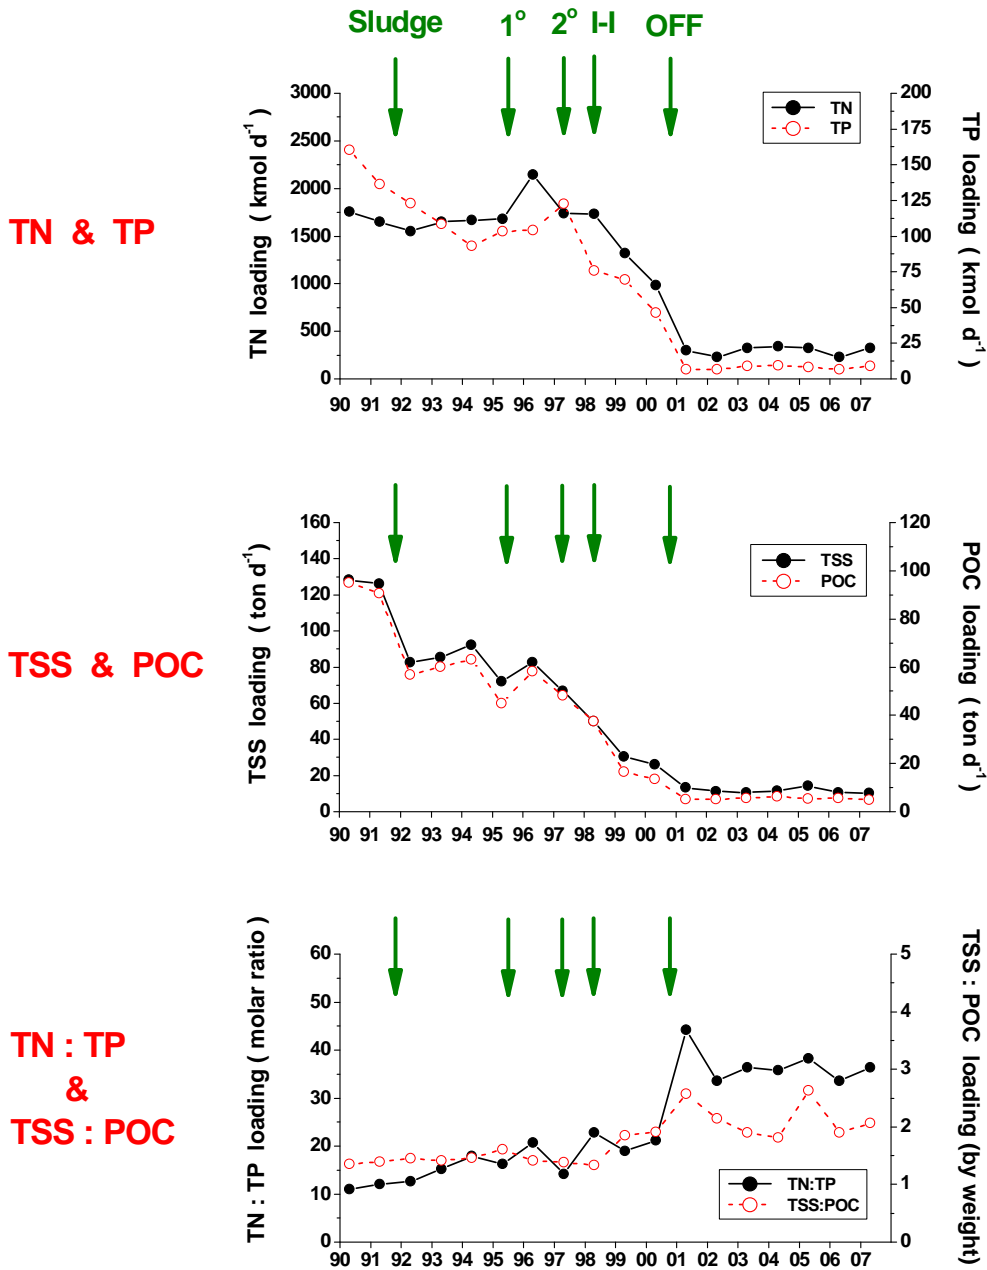 Sludge 1° 2° I-I OFF
TN & TP
TN loading ( kmol d-1 )
3000
2500
2000
1500
1000
500
0
TN
TP
200
175
150
125
100
75
50
25
0
TP loading ( kmol d-1 )
90 91 92 93 94 95 96 97 98 99 00 01 02 03 04 05 06 07
TSS & POC
TSS loading ( ton d-1 )
160
140
120
100
80
60
40
20
0
TSS
POC
120
100
80
60
40
20
0
POC loading ( ton d-1 )
90 91 92 93 94 95 96 97 98 99 00 01 02 03 04 05 06 07
TN : TP
&
TSS : POC
TN : TP loading ( molar ratio )
60
50
40
30
20
10
0
TN:TP
TSS:POC
5
4
3
2
1
0
TSS : POC loading (by weight)
90 91 92 93 94 95 96 97 98 99 00 01 02 03 04 05 06 07